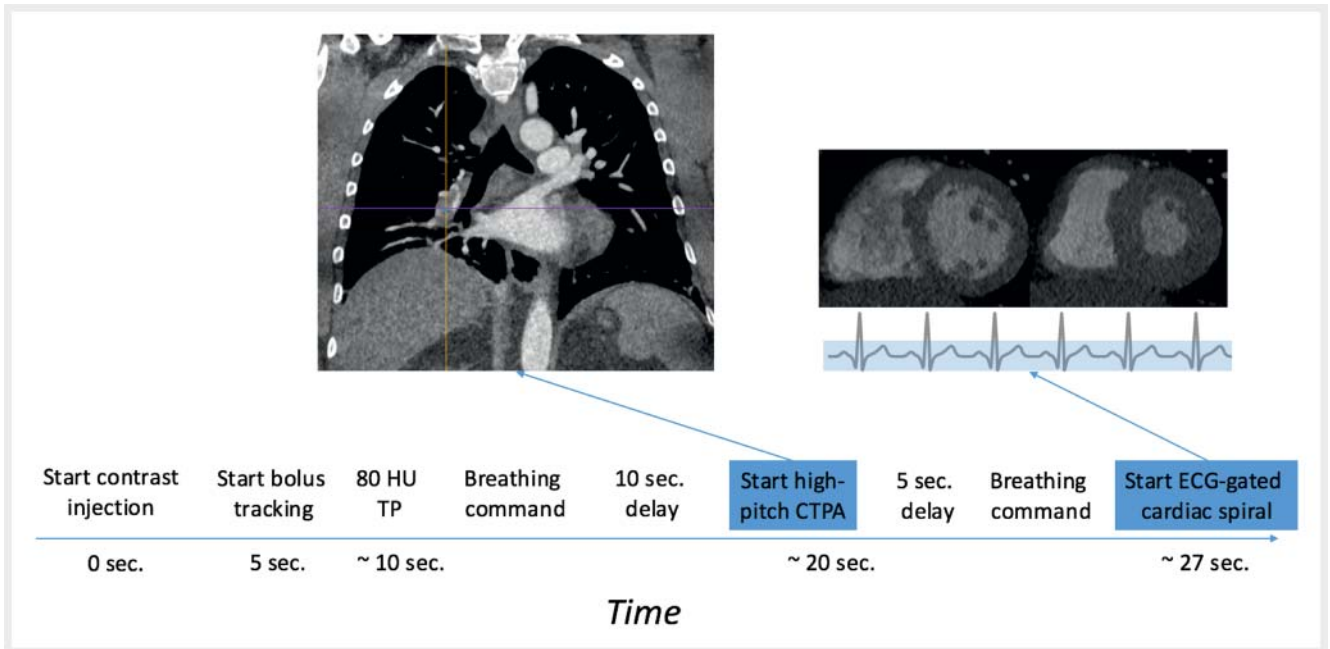 Start contrast
injection
Start bolus
tracking
80 HU
TP
Breathing
command
10 sec.
delay
Start high-
pitch CTPA
5 sec.
delay
Breathing
command
Start ECG-gated
cardiac spiral
0 sec.
5 sec.
~ 10 sec.
~ 20 sec.
~ 27 sec.
Time